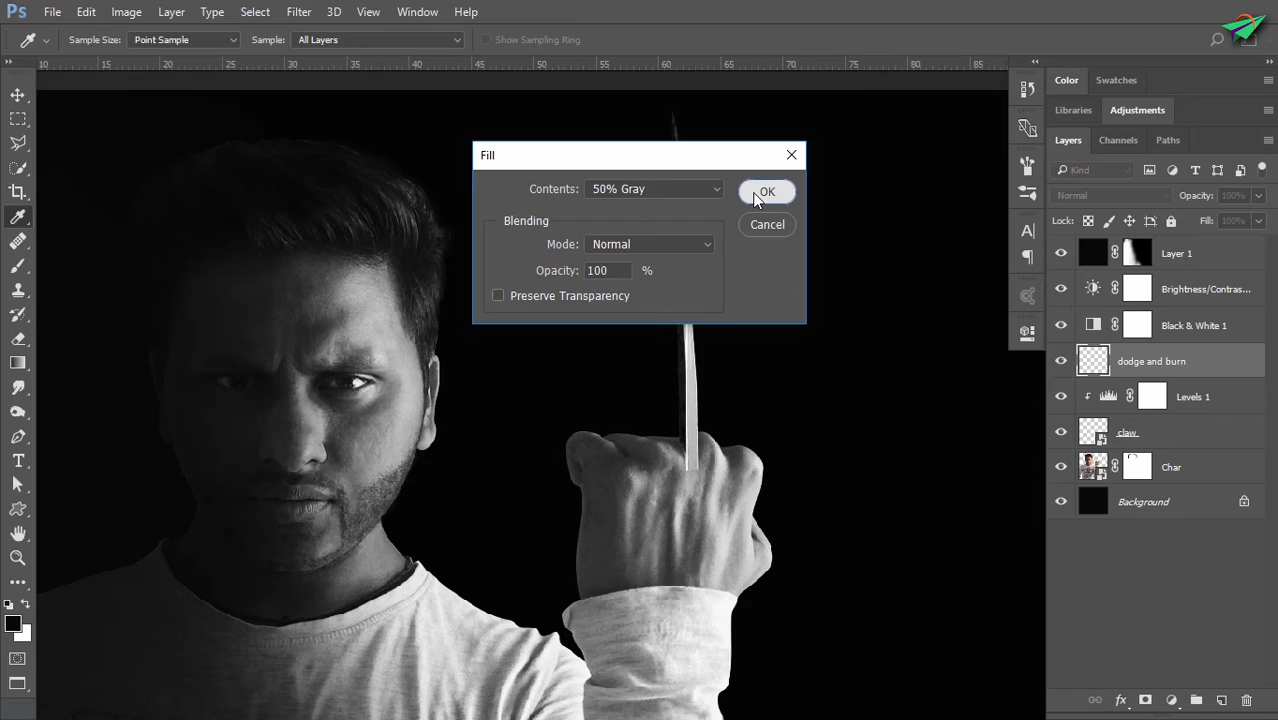 Ps File Edit Image Layer Type Select Filter 3D View Window Help
Sample Size: Point Sample Sample: All Layers Show Sampling Ring
10 15 20 25 30 35 40 45 50 55 60 65 70 75 80 85
Color Swatches
Libraries Adjustments
Layers Channels Paths
Kind
Normal Opacity: 100%
Lock: Fill: 100%
Layer 1
Brightness/Contras...
Black & White 1
dodge and burn
Levels 1
claw
Char
Background
Fill
Contents: 50% Gray
OK
Cancel
Blending
Mode: Normal
Opacity: 100 %
Preserve Transparency